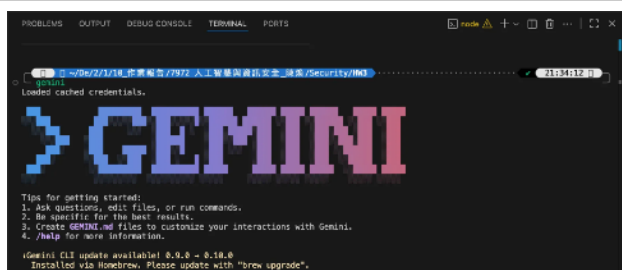 PROBLEMS OUTPUT DEBUG CONSOLE TERMINAL PORTS node
~/De/2/1/10_作業報告/7972 人工智慧與資訊安全_陳/Security/HW3 21:34:12
gemini
Loaded cached credentials.
> GEMINI
Tips for getting started:
1. Ask questions, edit files, or run commands.
2. Be specific for the best results.
3. Create GEMINI.md files to customize your interactions with Gemini.
4. /help for more information.
Gemini CLI update available! 0.9.0 → 0.10.0
Installed via Homebrew. Please update with "brew upgrade".